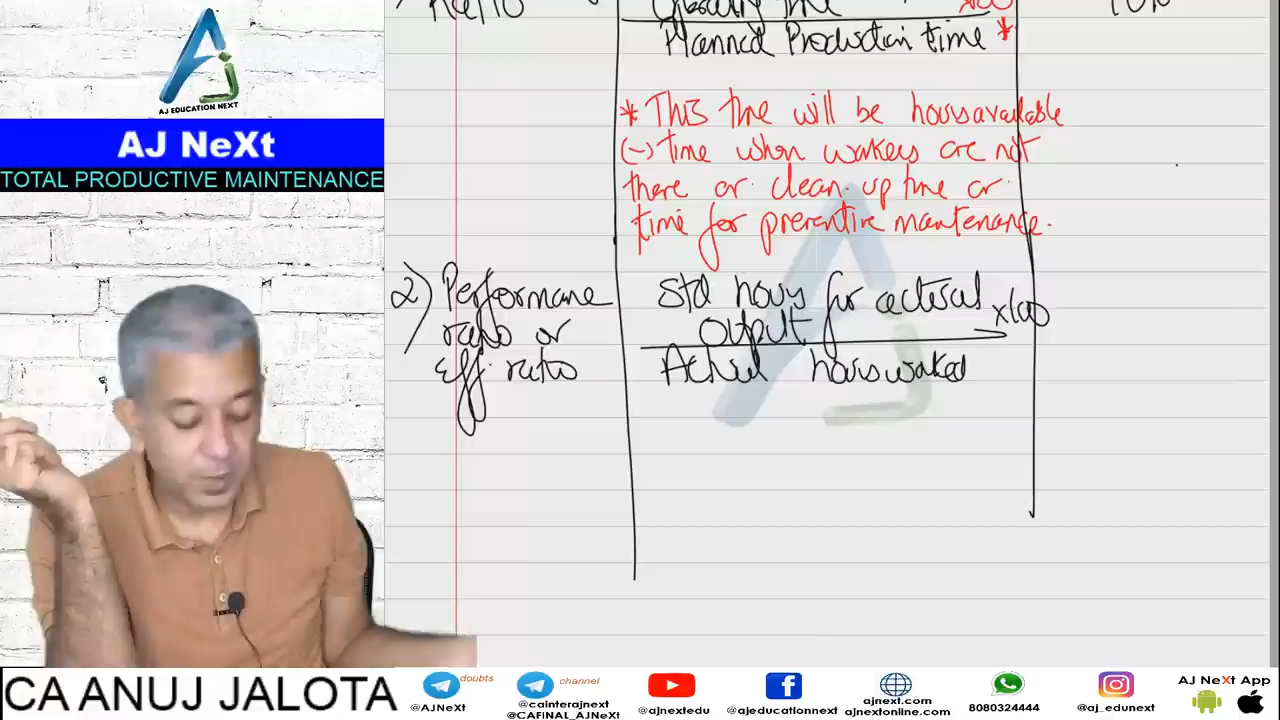 Ratio
Planned Production time *
x100
* This time will be hours available
(-) time when workers are not
there or clean up time or
time for preventive maintenance.
2) Performance
ratio or
Eff. ratio
Std hours for actual
output
x100
Actual hours worked
AJ EDUCATION NEXT
AJ NeXt
TOTAL PRODUCTIVE MAINTENANCE
CA ANUJ JALOTA
doubts
@AJNeXt
channel
@cainterajnext
@CAFINAL_AJNeXt
@ajnextedu
@ajeducationnext
ajnext.com
ajnextonline.com
8080324444
@aj_edunext
AJ NeXt App